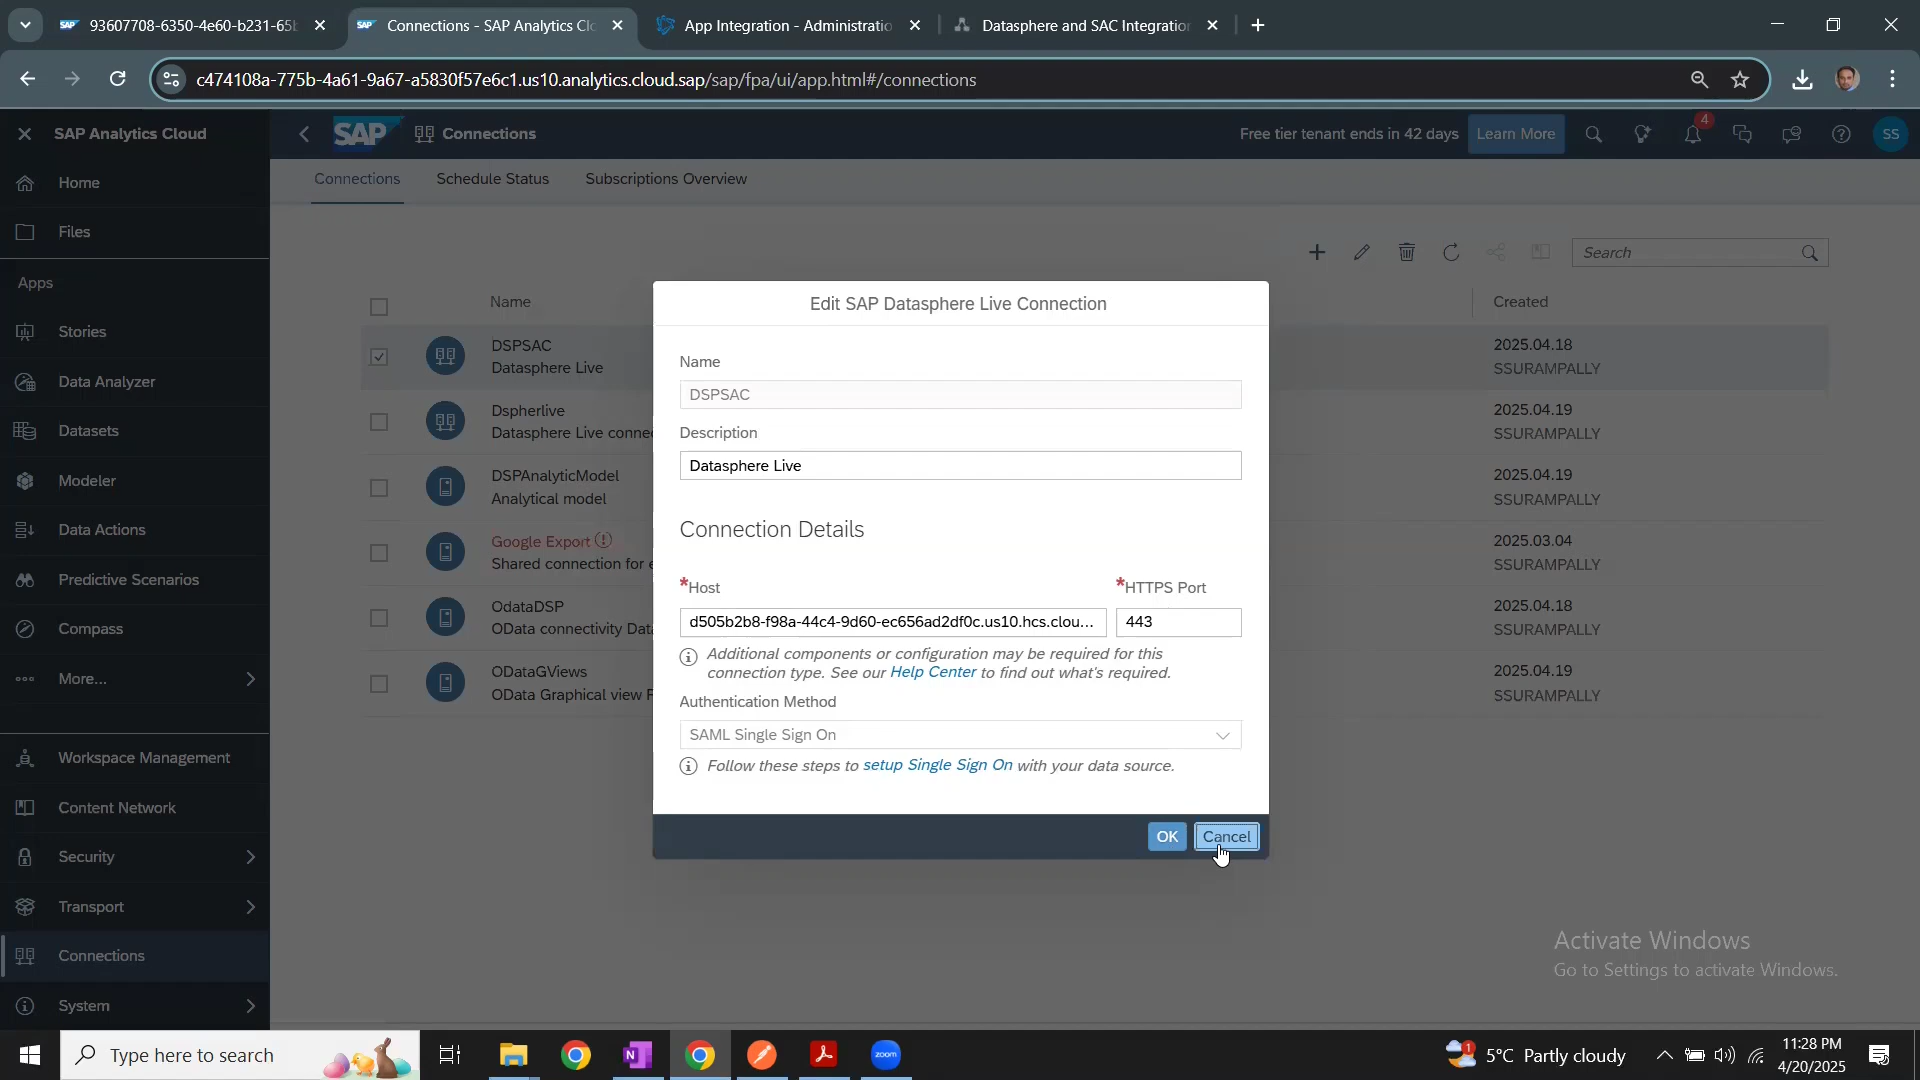 93607708-6350-4e60-b231-65b
Connections - SAP Analytics Clo
App Integration - Administratio
Datasphere and SAC Integration
c474108a-775b-4a61-9a67-a5830f57e6c1.us10.analytics.cloud.sap/sap/fpa/ui/app.html#/connections
SAP Analytics Cloud
SAP
Connections
Free tier tenant ends in 42 days
Learn More
4
SS
Home
Files
Apps
Stories
Data Analyzer
Datasets
Modeler
Data Actions
Predictive Scenarios
Compass
More...
Workspace Management
Content Network
Security
Transport
Connections
System
Connections
Schedule Status
Subscriptions Overview
Search
Name
Created
DSPSAC
Datasphere Live
2025.04.18
SSURAMPALLY
Dspherlive
Datasphere Live conne
2025.04.19
SSURAMPALLY
DSPAnalyticModel
Analytical model
2025.04.19
SSURAMPALLY
Google Export
Shared connection for e
2025.03.04
SSURAMPALLY
OdataDSP
OData connectivity Dat
2025.04.18
SSURAMPALLY
ODataGViews
OData Graphical view F
2025.04.19
SSURAMPALLY
Edit SAP Datasphere Live Connection
Name
DSPSAC
Description
Datasphere Live
Connection Details
*Host
*HTTPS Port
d505b2b8-f98a-44c4-9d60-ec656ad2df0c.us10.hcs.clou...
443
Additional components or configuration may be required for this
connection type. See our Help Center to find out what's required.
Authentication Method
SAML Single Sign On
Follow these steps to setup Single Sign On with your data source.
OK
Cancel
Activate Windows
Go to Settings to activate Windows.
Type here to search
zoom
1
5°C Partly cloudy
11:28 PM
4/20/2025